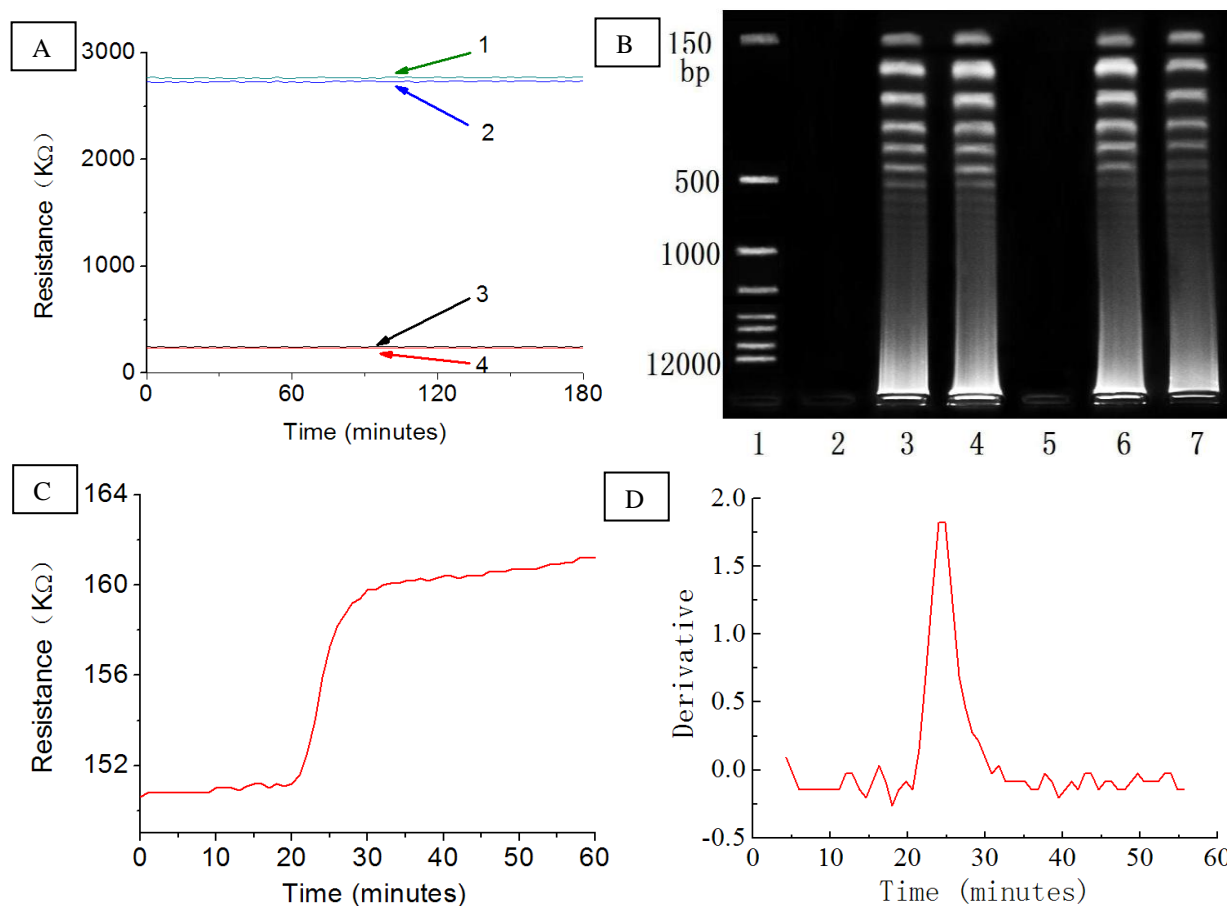 A
3000
2000
1000
0
Resistance (KΩ)
1
2
3
4
0 60 120 180
Time (minutes)
B
150
bp
500
1000
12000
1 2 3 4 5 6 7
C
164
160
156
152
Resistance (KΩ)
0 10 20 30 40 50 60
Time (minutes)
D
2.0
1.5
1.0
0.5
0.0
-0.5
Derivative
0 10 20 30 40 50 60
Time (minutes)